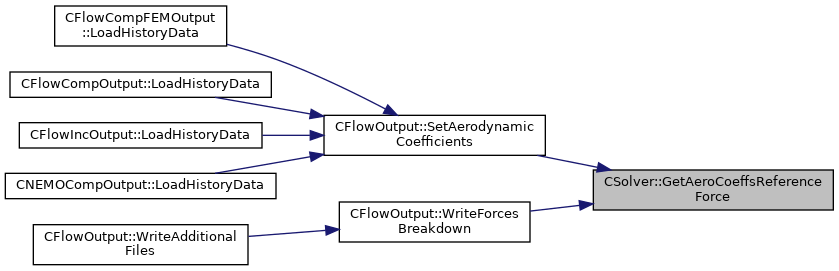 CFlowCompFEMOutput
::LoadHistoryData
CFlowCompOutput::LoadHistoryData
CFlowIncOutput::LoadHistoryData
CNEMOCompOutput::LoadHistoryData
CFlowOutput::WriteAdditional
Files
CFlowOutput::SetAerodynamic
Coefficients
CFlowOutput::WriteForces
Breakdown
CSolver::GetAeroCoeffsReference
Force